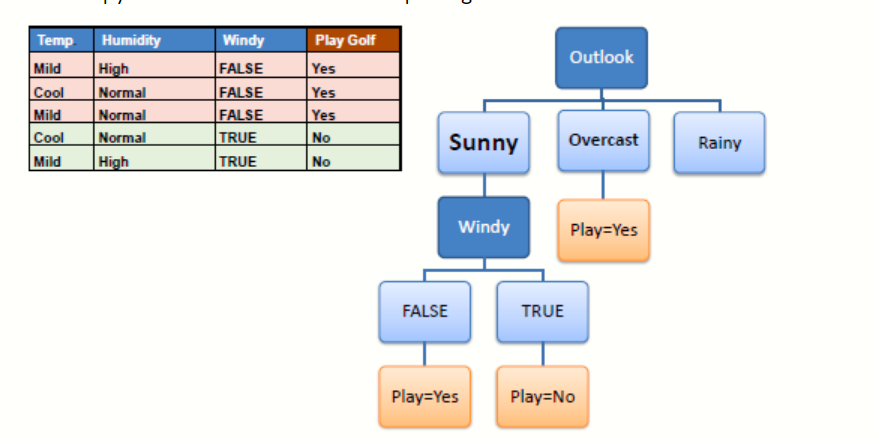 Temp. Humidity Windy Play Golf
Mild High FALSE Yes
Cool Normal FALSE Yes
Mild Normal FALSE Yes
Cool Normal TRUE No
Mild High TRUE No
Outlook
Sunny Overcast Rainy
Windy Play=Yes
FALSE TRUE
Play=Yes Play=No